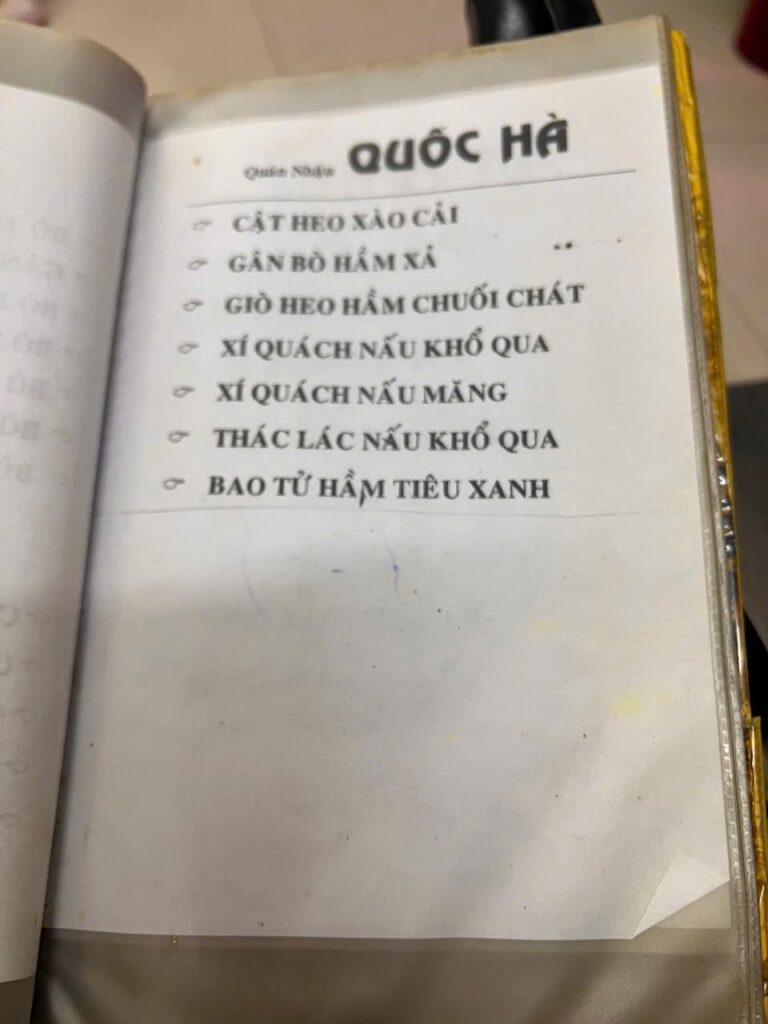 Quán Nhậu QUỐC HÀ
CẬT HEO XÀO CẢI
GÂN BÒ HẦM XẢ
GIÒ HEO HẦM CHUỐI CHÁT
XÍ QUÁCH NẤU KHỔ QUA
XÍ QUÁCH NẤU MĂNG
THÁC LÁC NẤU KHỔ QUA
BAO TỬ HẦM TIÊU XANH